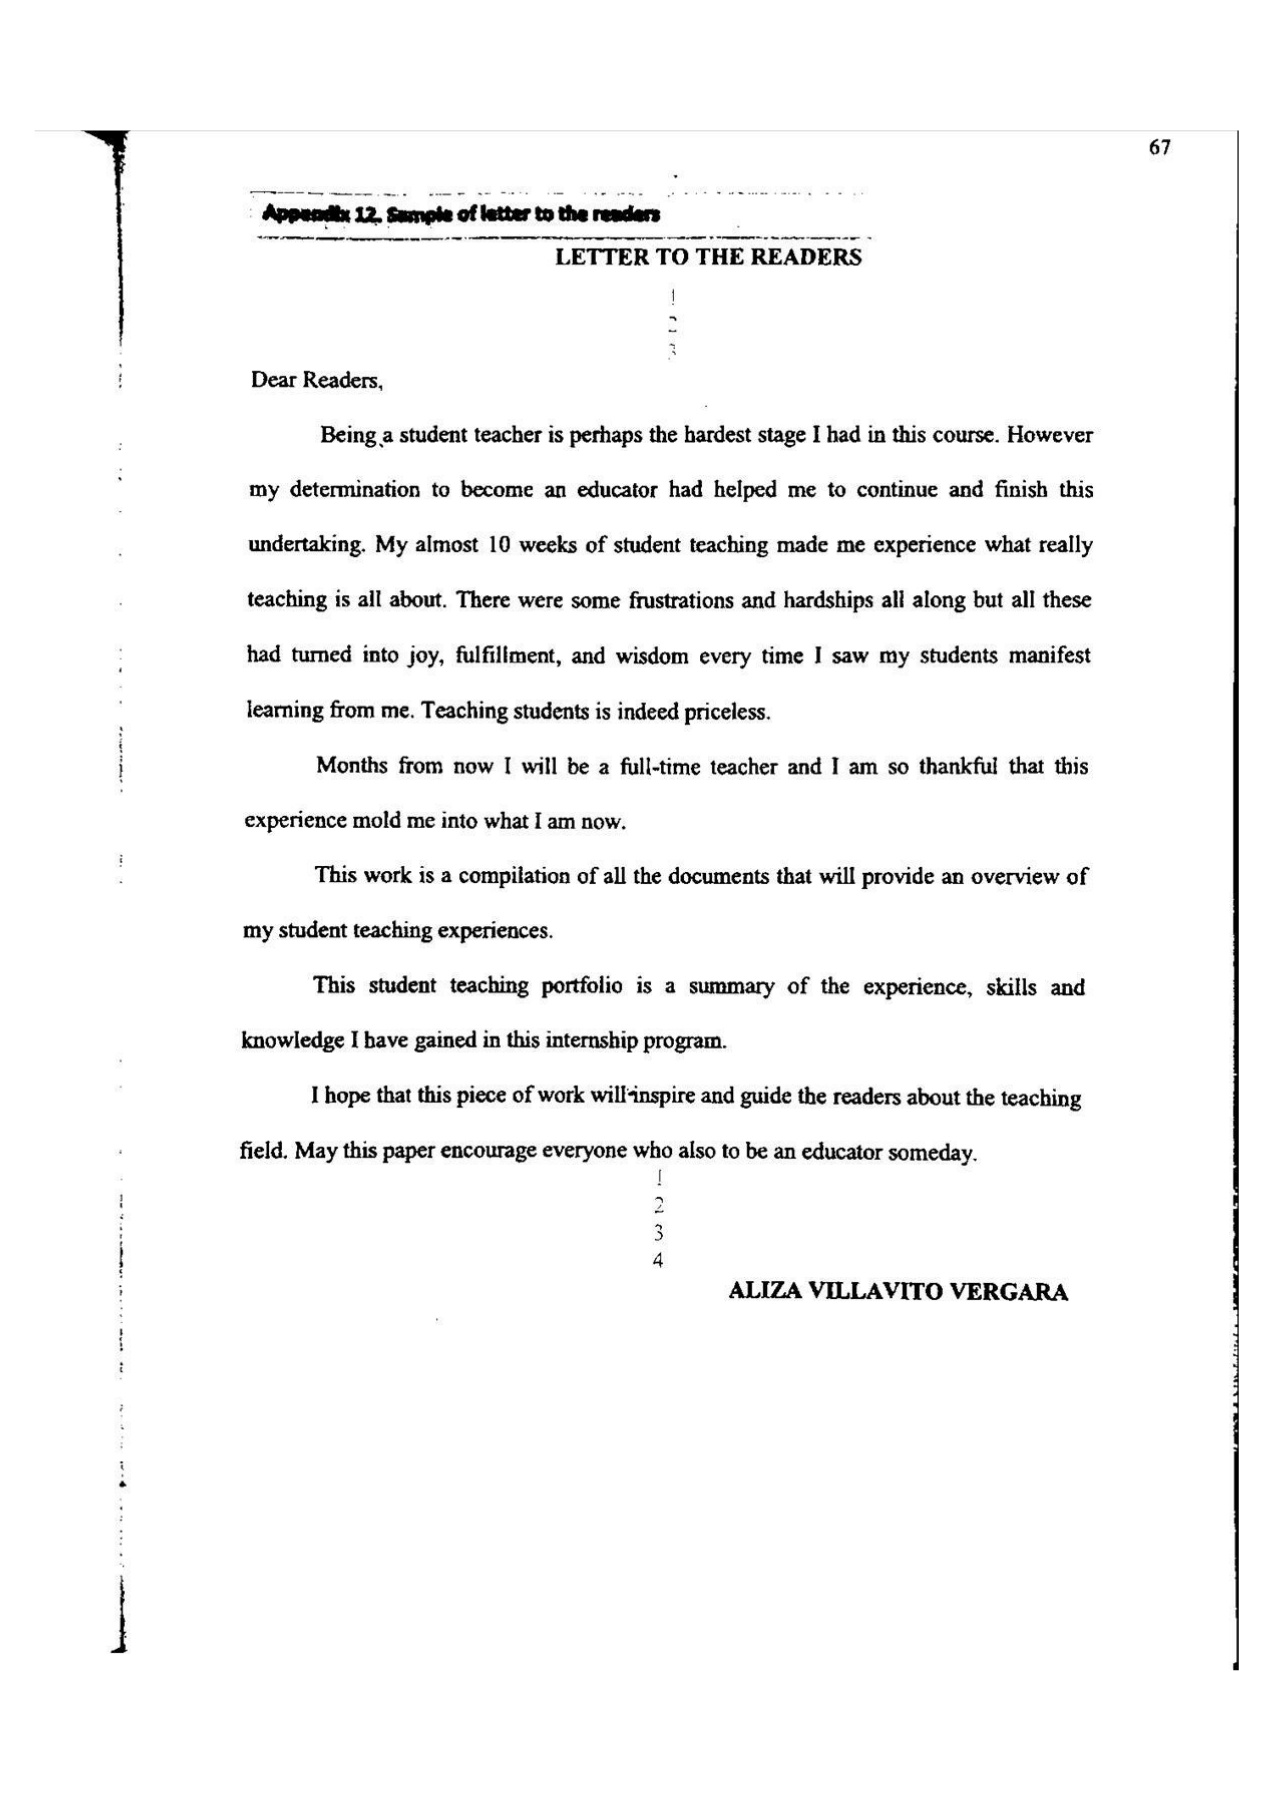 67
Appendix 12. Sample of letter to the readers
LETTER TO THE READERS
1
2
3
Dear Readers,
Being a student teacher is perhaps the hardest stage I had in this course. However
my determination to become an educator had helped me to continue and finish this
undertaking. My almost 10 weeks of student teaching made me experience what really
teaching is all about. There were some frustrations and hardships all along but all these
had turned into joy, fulfillment, and wisdom every time I saw my students manifest
learning from me. Teaching students is indeed priceless.
Months from now I will be a full-time teacher and I am so thankful that this
experience mold me into what I am now.
This work is a compilation of all the documents that will provide an overview of
my student teaching experiences.
This student teaching portfolio is a summary of the experience, skills and
knowledge I have gained in this internship program.
I hope that this piece of work will inspire and guide the readers about the teaching
field. May this paper encourage everyone who also to be an educator someday.
1
2
3
4
ALIZA VILLAVITO VERGARA